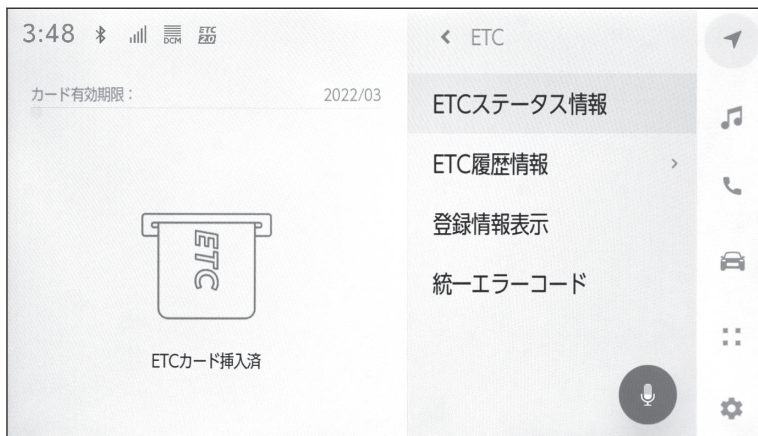 3:48
DCM
ETC 2.0
カード有効期限： 2022/03
ETC
ETCカード挿入済
ETC
ETCステータス情報
ETC履歴情報
登録情報表示
統一エラーコード